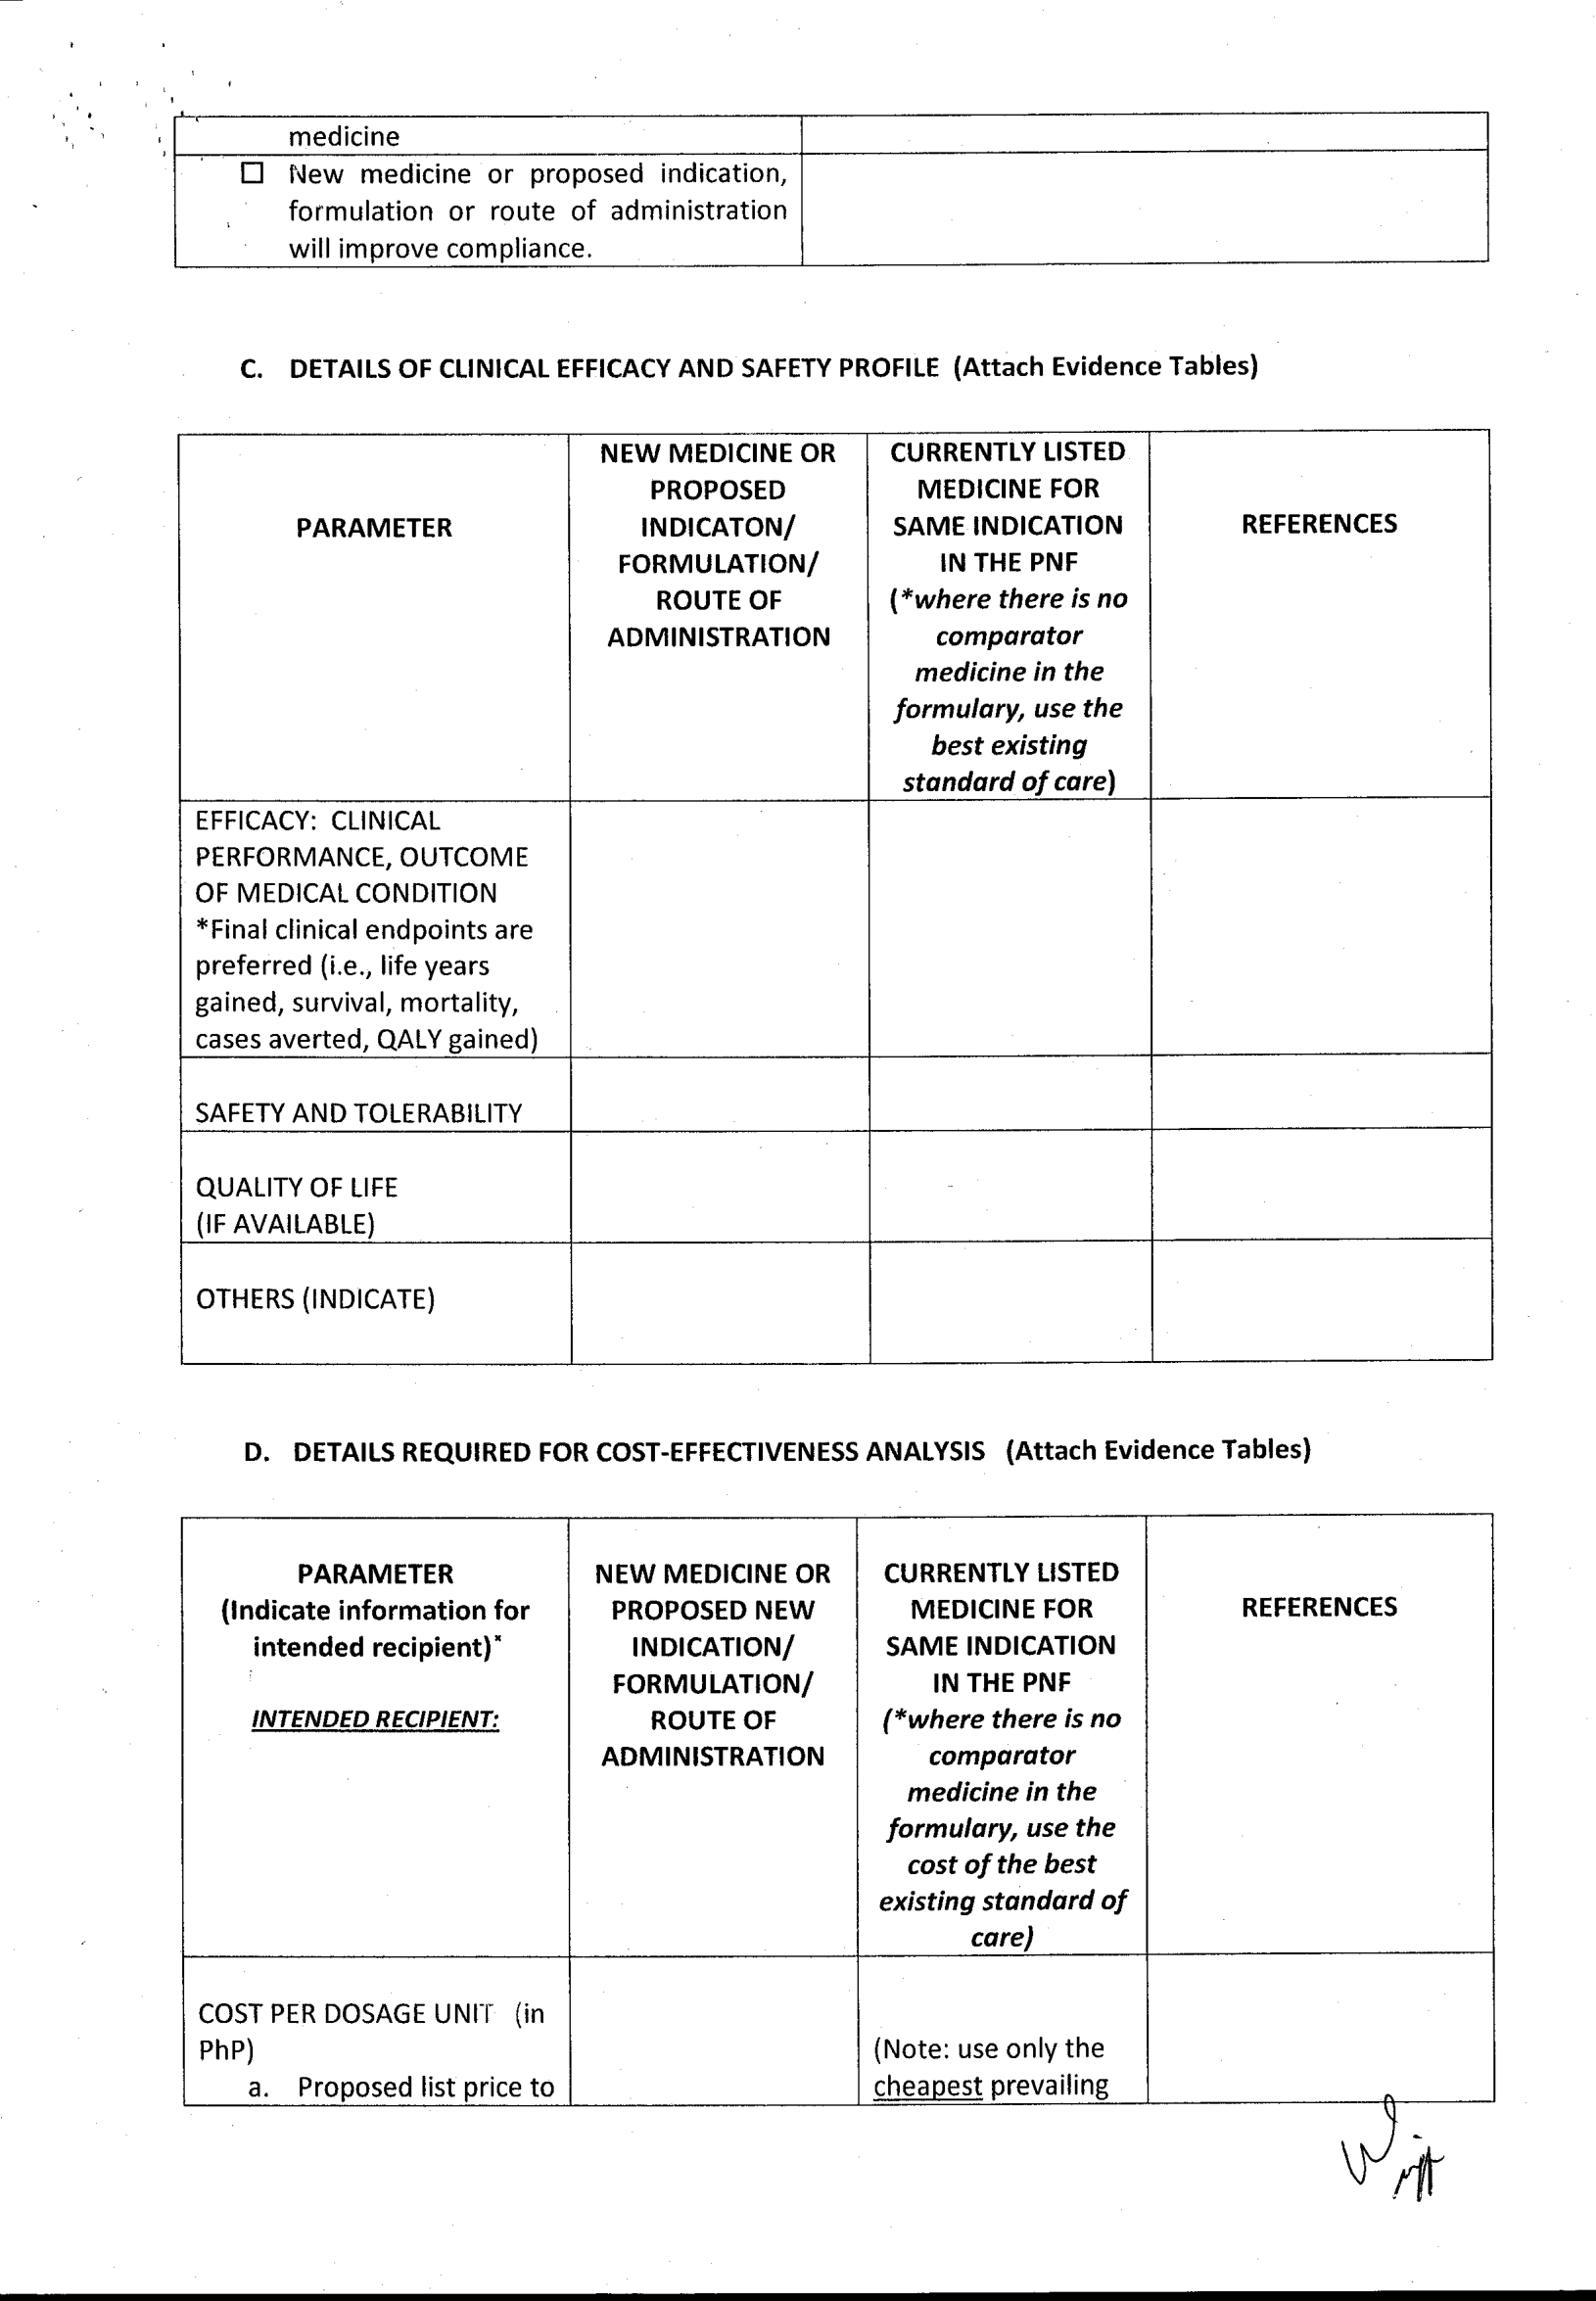 medicine
☐ New medicine or proposed indication,
formulation or route of administration
will improve compliance.
C. DETAILS OF CLINICAL EFFICACY AND SAFETY PROFILE (Attach Evidence Tables)
PARAMETER
NEW MEDICINE OR
PROPOSED
INDICATON/
FORMULATION/
ROUTE OF
ADMINISTRATION
CURRENTLY LISTED
MEDICINE FOR
SAME INDICATION
IN THE PNF
(*where there is no
comparator
medicine in the
formulary, use the
best existing
standard of care)
REFERENCES
EFFICACY: CLINICAL
PERFORMANCE, OUTCOME
OF MEDICAL CONDITION
*Final clinical endpoints are
preferred (i.e., life years
gained, survival, mortality,
cases averted, QALY gained)
SAFETY AND TOLERABILITY
QUALITY OF LIFE
(IF AVAILABLE)
OTHERS (INDICATE)
D. DETAILS REQUIRED FOR COST-EFFECTIVENESS ANALYSIS (Attach Evidence Tables)
PARAMETER
(Indicate information for
intended recipient)*
INTENDED RECIPIENT:
NEW MEDICINE OR
PROPOSED NEW
INDICATION/
FORMULATION/
ROUTE OF
ADMINISTRATION
CURRENTLY LISTED
MEDICINE FOR
SAME INDICATION
IN THE PNF
(*where there is no
comparator
medicine in the
formulary, use the
cost of the best
existing standard of
care)
REFERENCES
COST PER DOSAGE UNIT (in
PhP)
a. Proposed list price to
(Note: use only the
cheapest prevailing